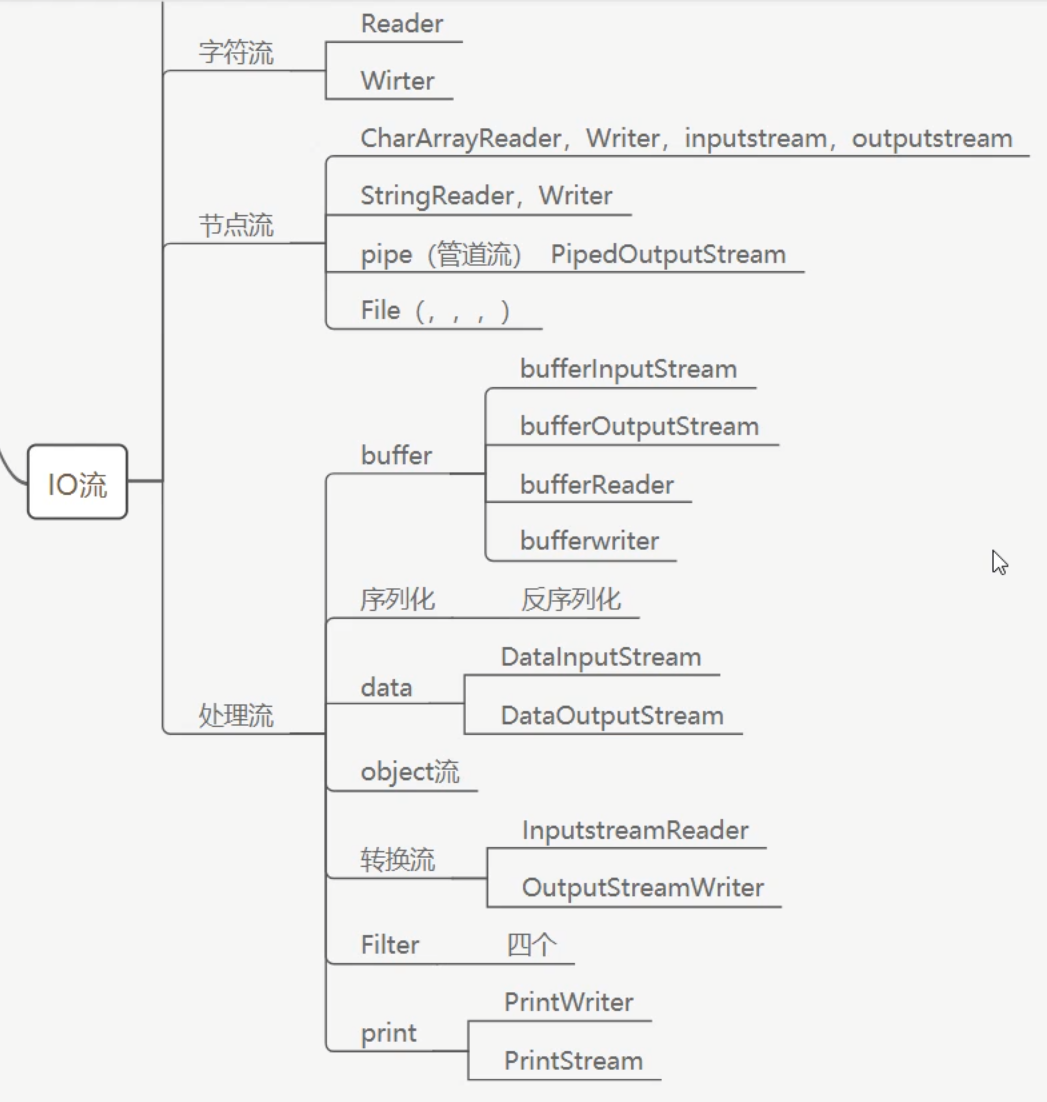 Reader
字符流
Wirter
CharArrayReader，Writer，inputstream，outputstream
StringReader，Writer
节点流
pipe（管道流） PipedOutputStream
File（，，，）
bufferInputStream
bufferOutputStream
buffer
bufferReader
bufferwriter
IO流
序列化 反序列化
DataInputStream
data
DataOutputStream
处理流
object流
InputstreamReader
转换流
OutputStreamWriter
Filter 四个
PrintWriter
print
PrintStream